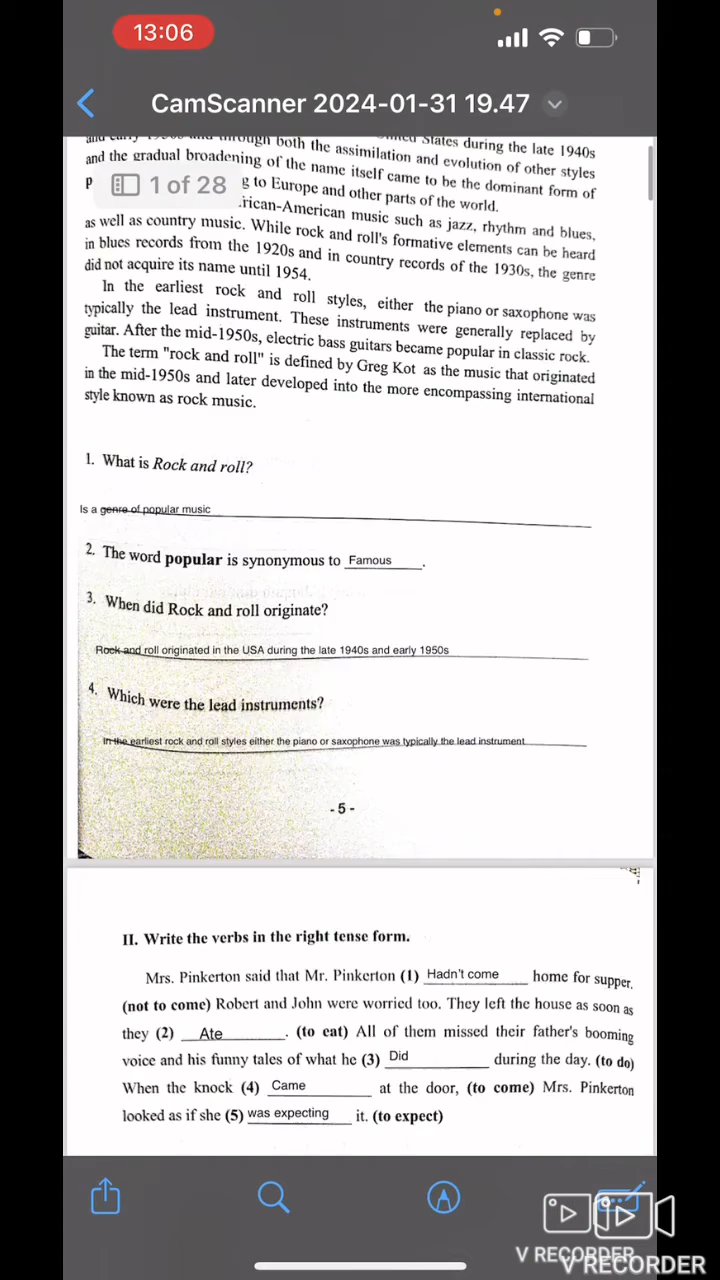 13:06
CamScanner 2024-01-31 19.47
and early 1950s and through both the assimilation and evolution of other styles
United States during the late 1940s
and the gradual broadening of the name itself came to be the dominant form of
1 of 28
g to Europe and other parts of the world.
rican-American music such as jazz, rhythm and blues,
as well as country music. While rock and roll's formative elements can be heard
in blues records from the 1920s and in country records of the 1930s, the genre
did not acquire its name until 1954.
In the earliest rock and roll styles, either the piano or saxophone was
typically the lead instrument. These instruments were generally replaced by
guitar. After the mid-1950s, electric bass guitars became popular in classic rock.
The term "rock and roll" is defined by Greg Kot as the music that originated
in the mid-1950s and later developed into the more encompassing international
style known as rock music.
1. What is Rock and roll?
Is a genre of popular music
2. The word popular is synonymous to Famous .
3. When did Rock and roll originate?
Rock and roll originated in the USA during the late 1940s and early 1950s
4. Which were the lead instruments?
In the earliest rock and roll styles either the piano or saxophone was typically the lead instrument
- 5 -
II. Write the verbs in the right tense form.
Mrs. Pinkerton said that Mr. Pinkerton (1) Hadn't come home for supper.
(not to come) Robert and John were worried too. They left the house as soon as
they (2) Ate . (to eat) All of them missed their father's booming
voice and his funny tales of what he (3) Did during the day. (to do)
When the knock (4) Came at the door, (to come) Mrs. Pinkerton
looked as if she (5) was expecting it. (to expect)
V RECORDER
V RECORDER